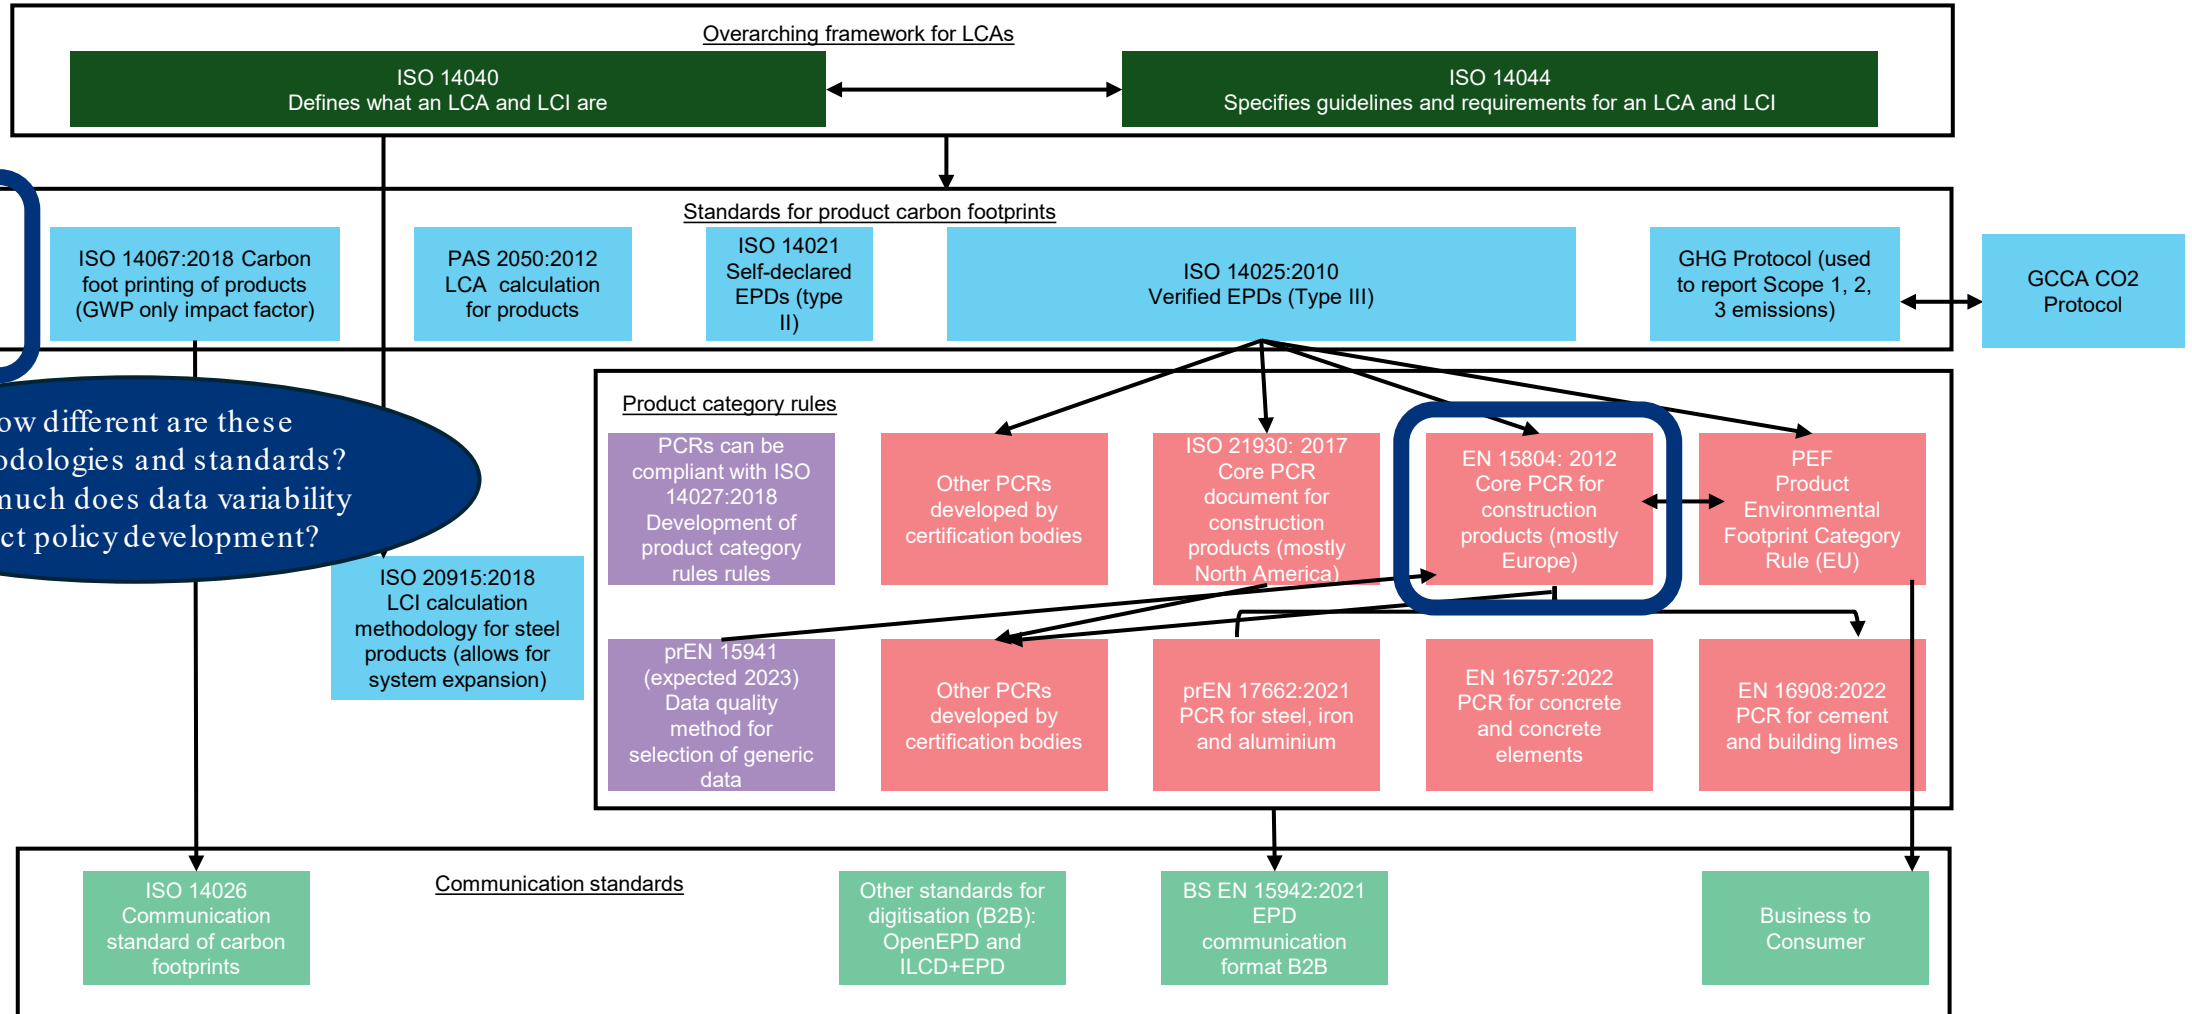 Overarching framework for LCAs
ISO 14040
Defines what an LCA and LCI are
ISO 14044
Specifies guidelines and requirements for an LCA and LCI
Standards for product carbon footprints
ISO 14067:2018 Carbon
foot printing of products
(GWP only impact factor)
PAS 2050:2012
LCA calculation
for products
ISO 14021
Self-declared
EPDs (type
II)
ISO 14025:2010
Verified EPDs (Type III)
GHG Protocol (used
to report Scope 1, 2,
3 emissions)
GCCA CO2
Protocol
different are these
and standards?
much does data variability
policy development?
ISO 20915:2018
LCI calculation
methodology for steel
products (allows for
system expansion)
Product category rules
PCRs can be
compliant with ISO
14027:2018
Development of
product category
rules rules
Other PCRs
developed by
certification bodies
ISO 21930: 2017
Core PCR
document for
construction
products (mostly
North America)
EN 15804: 2012
Core PCR for
construction
products (mostly
Europe)
PEF
Product
Environmental
Footprint Category
Rule (EU)
prEN 15941
(expected 2023)
Data quality
method for
selection of generic
data
Other PCRs
developed by
certification bodies
prEN 17662:2021
PCR for steel, iron
and aluminium
EN 16757:2022
PCR for concrete
and concrete
elements
EN 16908:2022
PCR for cement
and building limes
Communication standards
ISO 14026
Communication
standard of carbon
footprints
Other standards for
digitisation (B2B):
OpenEPD and
ILCD+EPD
BS EN 15942:2021
EPD
communication
format B2B
Business to
Consumer